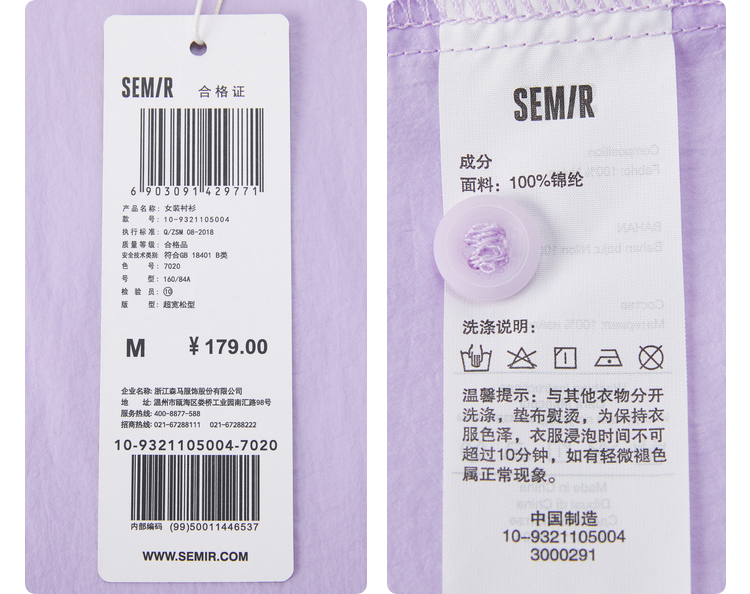 SEMIR 合格证
6 903091 429771
产品名称: 女装衬衫
款 号: 10-9321105004
执行标准: Q/ZSM 08-2018
质量等级: 合格品
安全技术类别: 符合GB 18401 B类
色 号: 7020
号 型: 160/84A
检 验 员: ⑩
版 型: 超宽松型
M ¥ 179.00
企业名称: 浙江森马服饰股份有限公司
地 址: 温州市瓯海区娄桥工业园南汇路98号
服务热线: 400-8877-588
招商热线: 021-67288111 021-67288222
10-9321105004-7020
内部编码 (99)50011446537
WWW.SEMIR.COM
SEMIR
成分
面料: 100%锦纶
洗涤说明:
温馨提示: 与其他衣物分开
洗涤, 垫布熨烫, 为保持衣
服色泽, 衣服浸泡时间不可
超过10分钟, 如有轻微褪色
属正常现象。
中国制造
10--9321105004
3000291